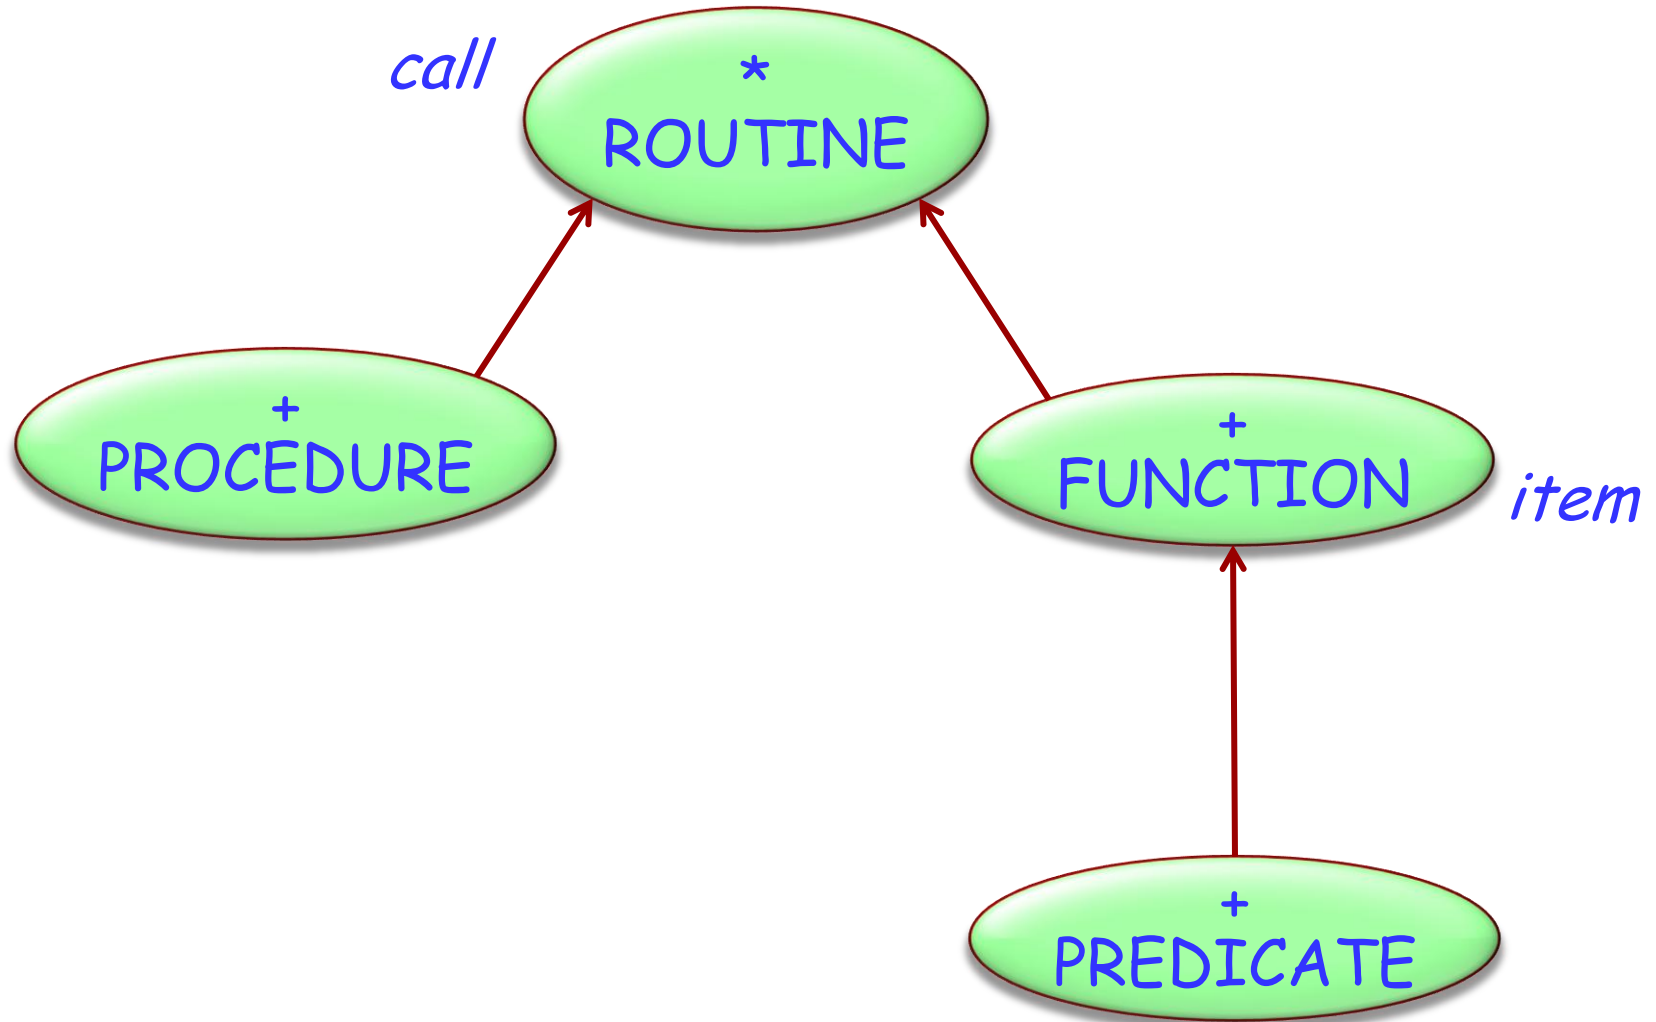 call
*
ROUTINE
+
PROCEDURE
+
FUNCTION
item
+
PREDICATE